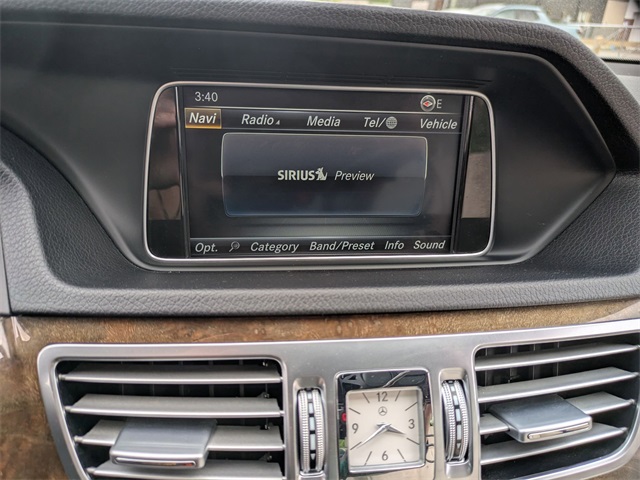 3:40 E
Navi Radio Media Tel/ Vehicle
SIRIUS Preview
Opt. Category Band/Preset Info Sound
12
9 3
6